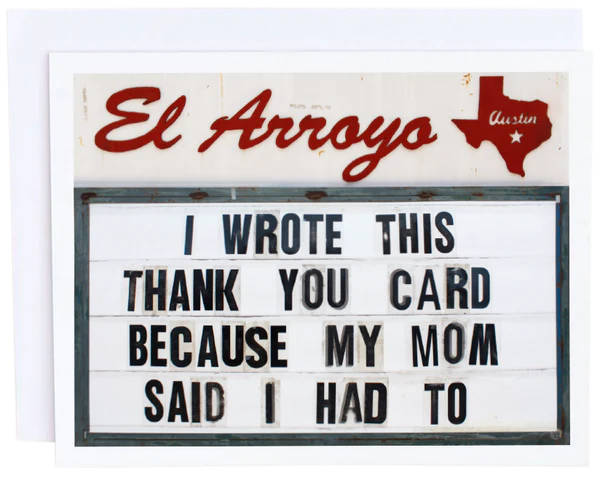 El Arroyo
Austin
I WROTE THIS
THANK YOU CARD
BECAUSE MY MOM
SAID I HAD TO